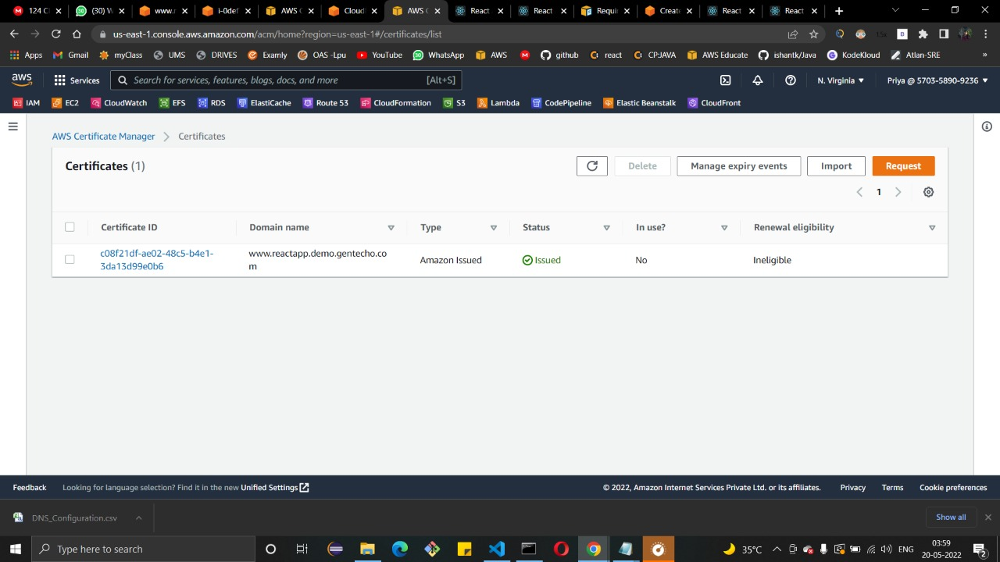 124 Cl
(30) W
www.r
i-0def
AWS C
Cloud
AWS C
React
React
Requir
Create
React
React
us-east-1.console.aws.amazon.com/acm/home?region=us-east-1#/certificates/list
1.5x
Apps
Gmail
myClass
UMS
DRIVES
Examly
OAS -Lpu
YouTube
WhatsApp
AWS
github
react
CP:JAVA
AWS Educate
ishantk/Java
KodeKloud
Atlan-SRE
»
aws
Services
Search for services, features, blogs, docs, and more
[Alt+S]
N. Virginia
Priya @ 5703-5890-9236
IAM
EC2
CloudWatch
EFS
RDS
ElastiCache
Route 53
CloudFormation
S3
Lambda
CodePipeline
Elastic Beanstalk
CloudFront
AWS Certificate Manager
Certificates
Certificates (1)
Delete
Manage expiry events
Import
Request
1
Certificate ID
Domain name
Type
Status
In use?
Renewal eligibility
c08f21df-ae02-48c5-b4e1-
3da13d99e0b6
www.reactapp.demo.gentecho.co
m
Amazon Issued
Issued
No
Ineligible
Feedback
Looking for language selection? Find it in the new Unified Settings
© 2022, Amazon Internet Services Private Ltd. or its affiliates.
Privacy
Terms
Cookie preferences
DNS_Configuration.csv
Show all
Type here to search
35°C
ENG
03:59
20-05-2022
2